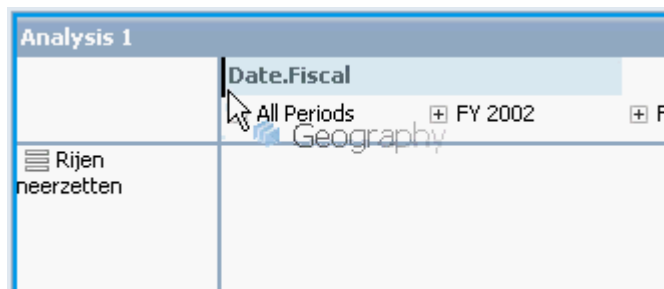 Analysis 1
Date.Fiscal
All Periods FY 2002 F
Geography
Rijen
neerzetten